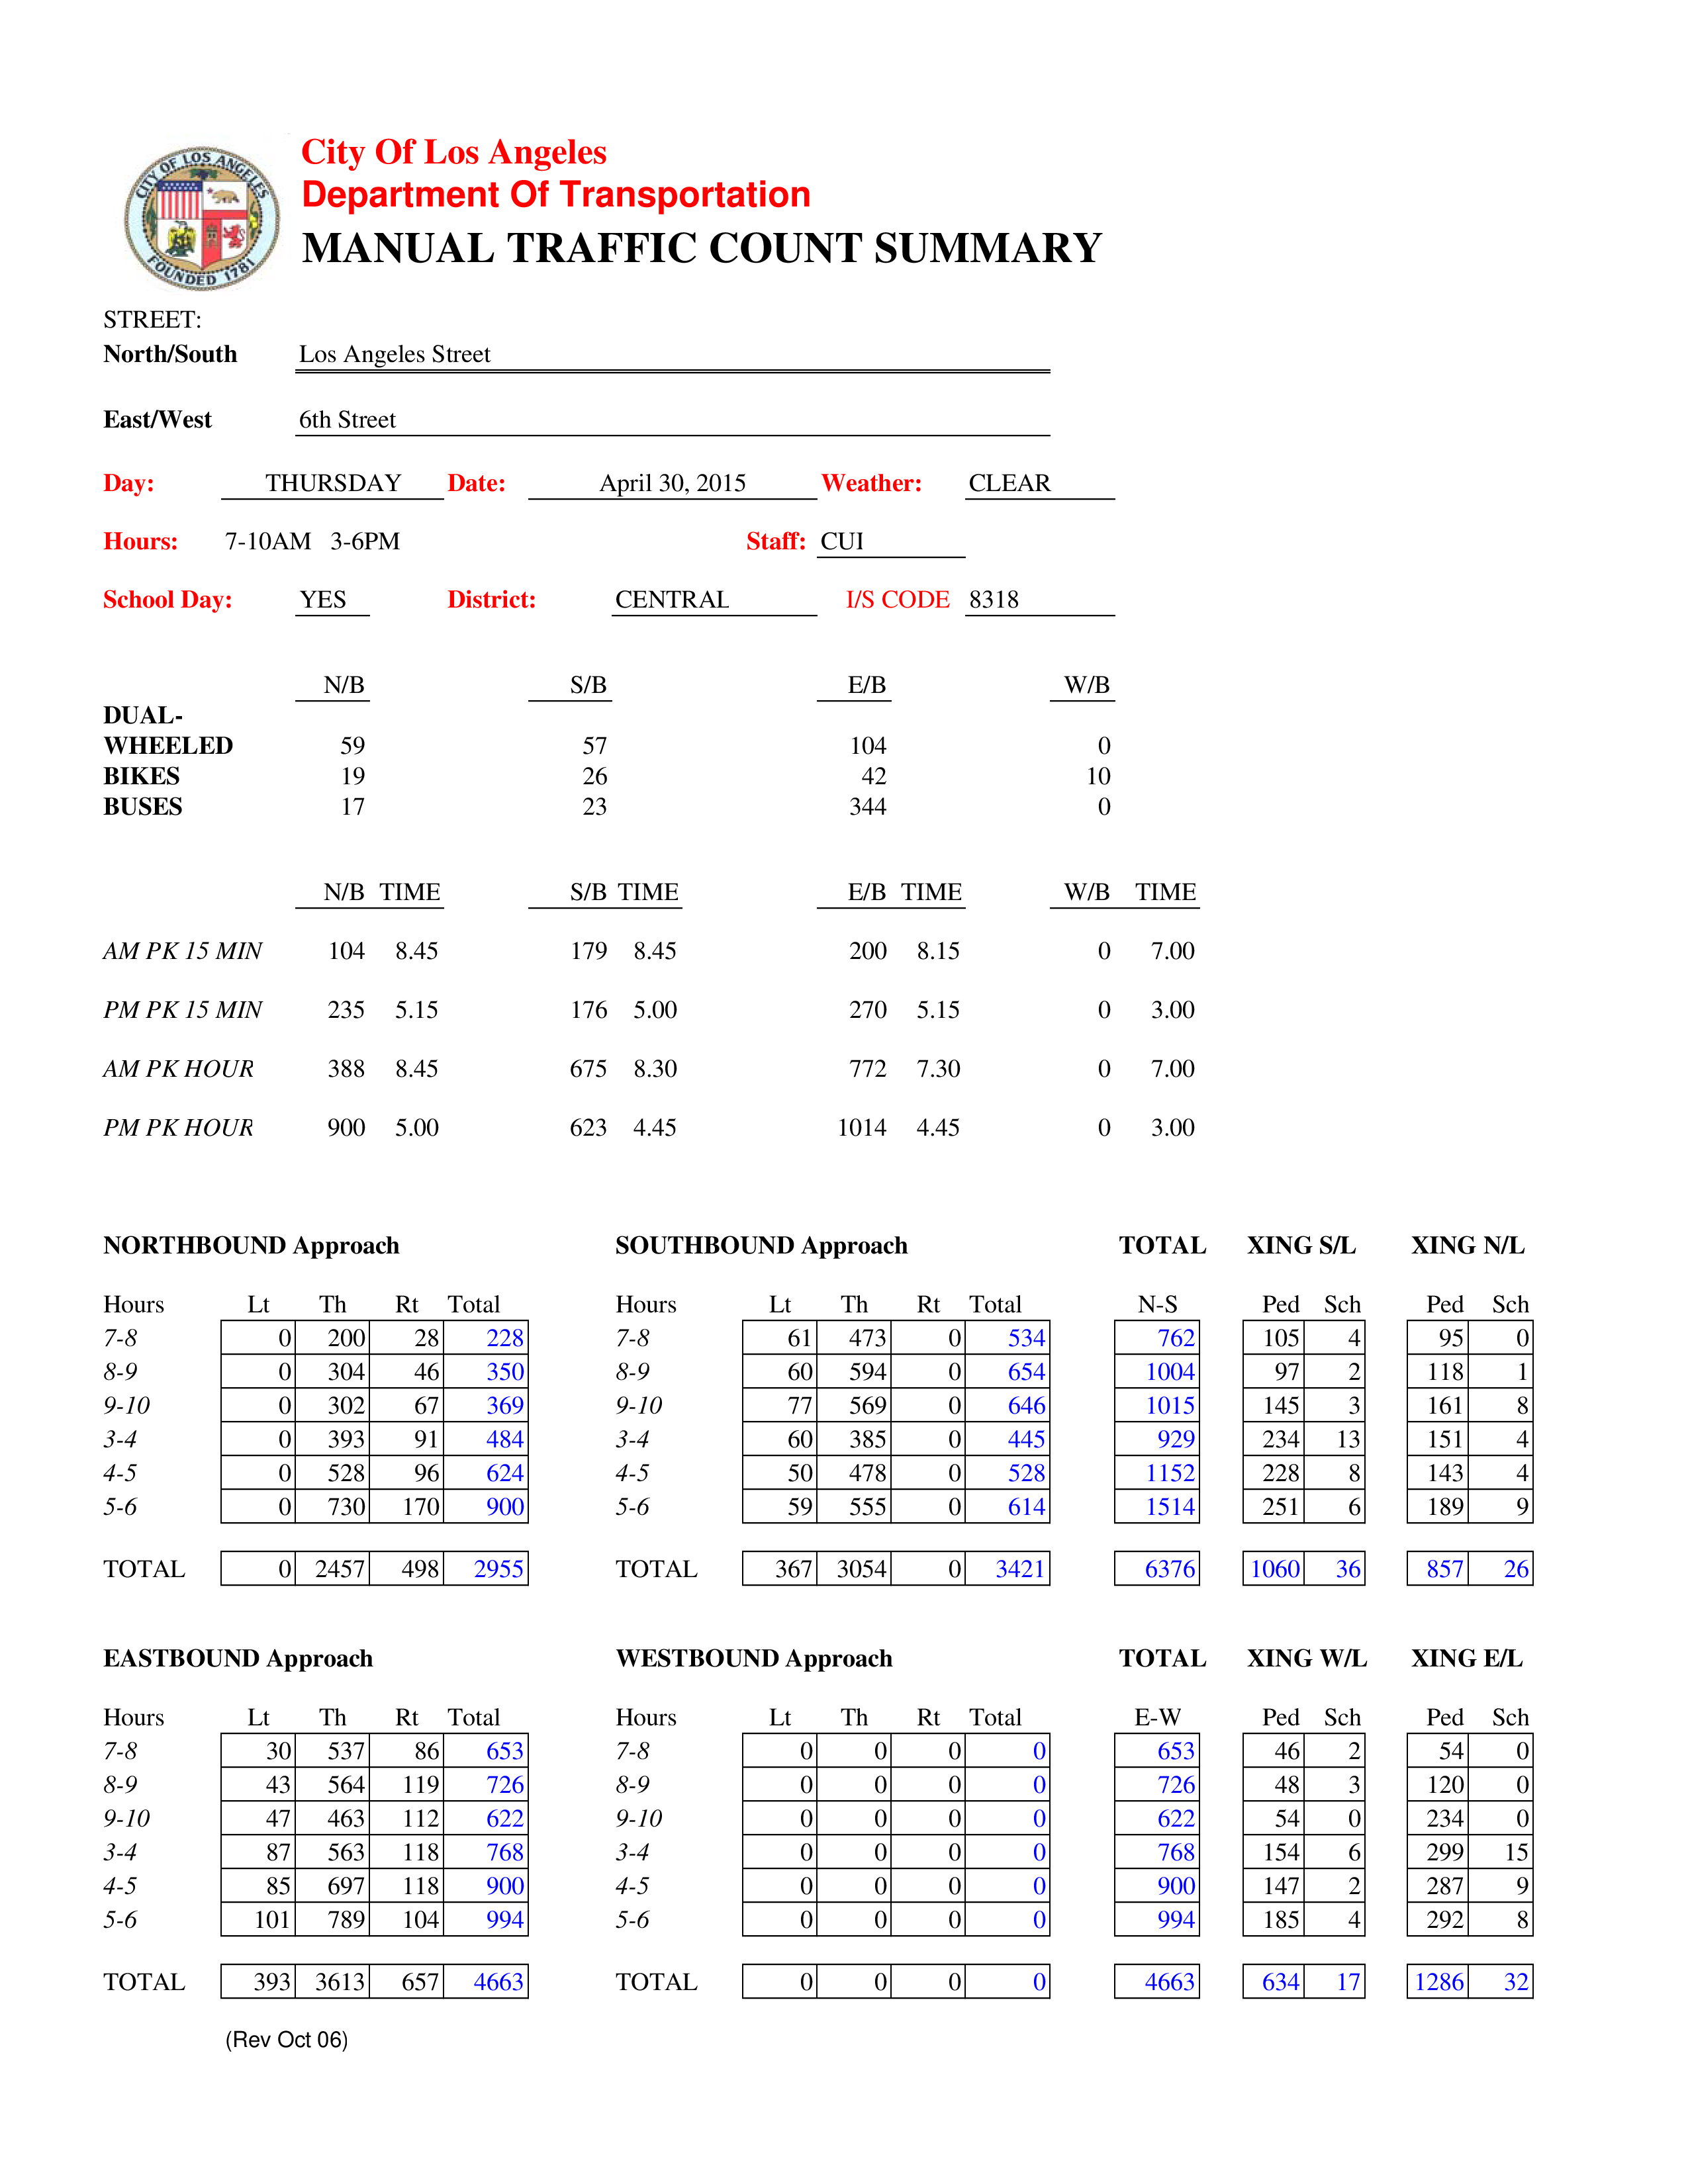 CITY OF LOS ANGELES
FOUNDED 1781
City Of Los Angeles
Department Of Transportation
MANUAL TRAFFIC COUNT SUMMARY
STREET:
North/South Los Angeles Street
East/West 6th Street
Day: THURSDAY Date: April 30, 2015 Weather: CLEAR
Hours: 7-10AM 3-6PM Staff: CUI
School Day: YES District: CENTRAL I/S CODE 8318
N/B S/B E/B W/B
DUAL-
WHEELED 59 57 104 0
BIKES 19 26 42 10
BUSES 17 23 344 0
N/B TIME S/B TIME E/B TIME W/B TIME
AM PK 15 MIN 104 8.45 179 8.45 200 8.15 0 7.00
PM PK 15 MIN 235 5.15 176 5.00 270 5.15 0 3.00
AM PK HOUR 388 8.45 675 8.30 772 7.30 0 7.00
PM PK HOUR 900 5.00 623 4.45 1014 4.45 0 3.00
NORTHBOUND Approach SOUTHBOUND Approach TOTAL XING S/L XING N/L
Hours Lt Th Rt Total Hours Lt Th Rt Total N-S Ped Sch Ped Sch
7-8 0 200 28 228 7-8 61 473 0 534 762 105 4 95 0
8-9 0 304 46 350 8-9 60 594 0 654 1004 97 2 118 1
9-10 0 302 67 369 9-10 77 569 0 646 1015 145 3 161 8
3-4 0 393 91 484 3-4 60 385 0 445 929 234 13 151 4
4-5 0 528 96 624 4-5 50 478 0 528 1152 228 8 143 4
5-6 0 730 170 900 5-6 59 555 0 614 1514 251 6 189 9
TOTAL 0 2457 498 2955 TOTAL 367 3054 0 3421 6376 1060 36 857 26
EASTBOUND Approach WESTBOUND Approach TOTAL XING W/L XING E/L
Hours Lt Th Rt Total Hours Lt Th Rt Total E-W Ped Sch Ped Sch
7-8 30 537 86 653 7-8 0 0 0 0 653 46 2 54 0
8-9 43 564 119 726 8-9 0 0 0 0 726 48 3 120 0
9-10 47 463 112 622 9-10 0 0 0 0 622 54 0 234 0
3-4 87 563 118 768 3-4 0 0 0 0 768 154 6 299 15
4-5 85 697 118 900 4-5 0 0 0 0 900 147 2 287 9
5-6 101 789 104 994 5-6 0 0 0 0 994 185 4 292 8
TOTAL 393 3613 657 4663 TOTAL 0 0 0 0 4663 634 17 1286 32
(Rev Oct 06)